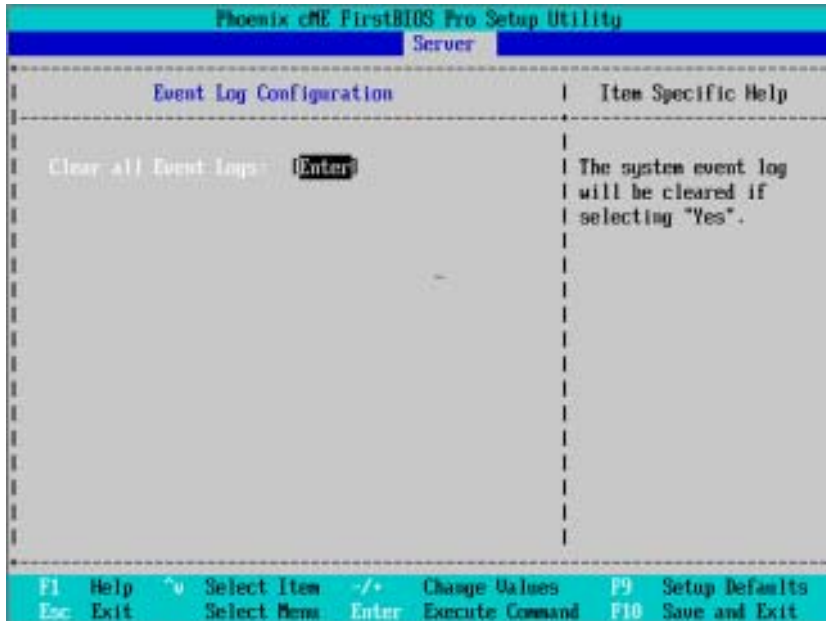 Phoenix cME FirstBIOS Pro Setup Utility
Server
Event Log Configuration
Item Specific Help
Clear all Event Logs: [Enter]
The system event log
will be cleared if
selecting "Yes".
F1 Help ^v Select Item -/+ Change Values F9 Setup Defaults
Esc Exit Select Menu Enter Execute Command F10 Save and Exit